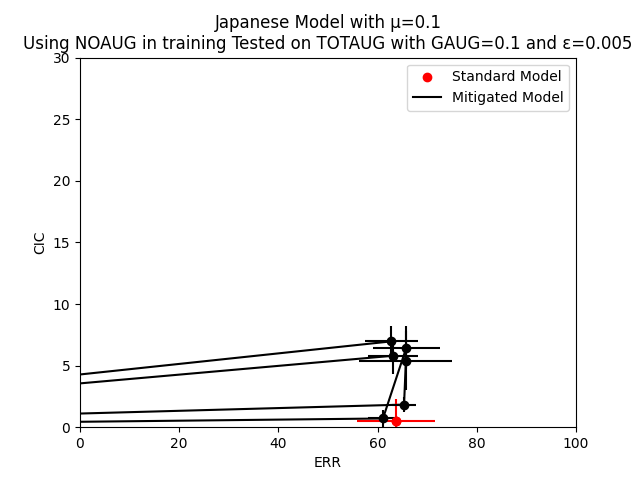 Japanese Model with μ=0.1
Using NOAUG in training Tested on TOTAUG with GAUG=0.1 and ε=0.005
Standard Model
Mitigated Model
CIC
30
25
20
15
10
5
0
0 20 40 60 80 100
ERR